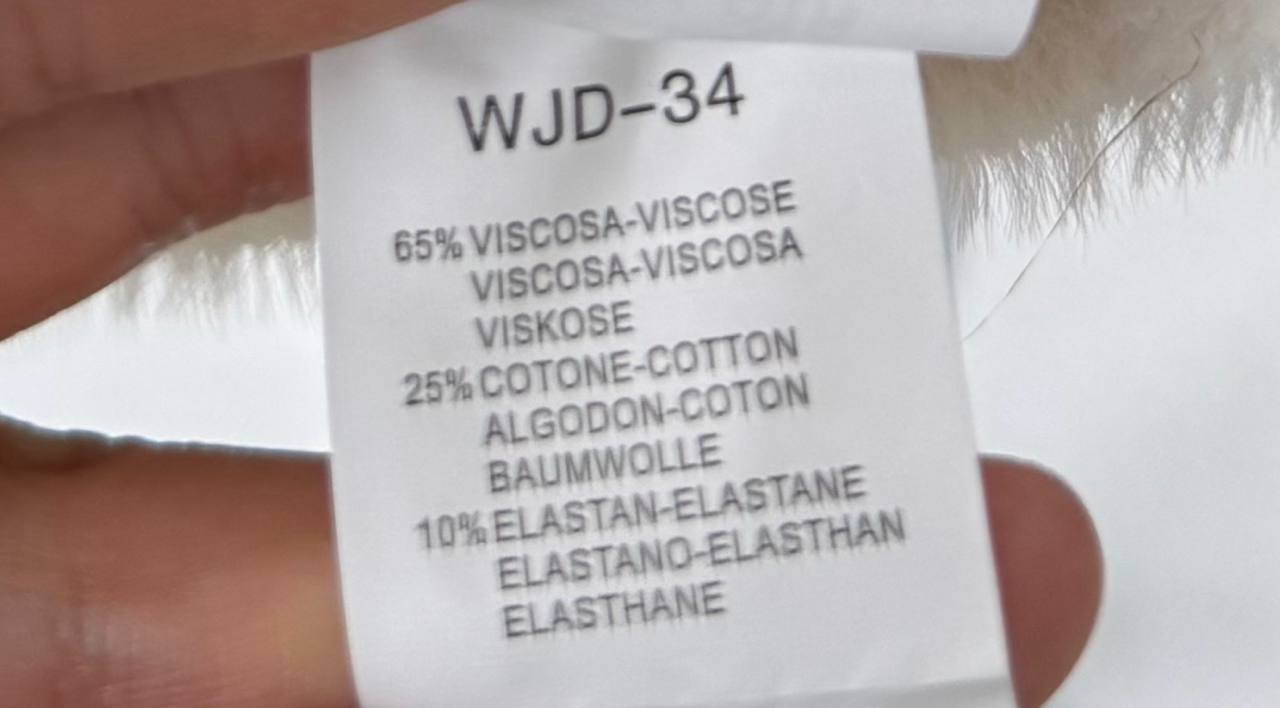 WJD-34
65% VISCOSA-VISCOSE
VISCOSA-VISCOSA
VISKOSE
25% COTONE-COTTON
ALGODON-COTON
BAUMWOLLE
10% ELASTAN-ELASTANE
ELASTANO-ELASTHAN
ELASTHANE